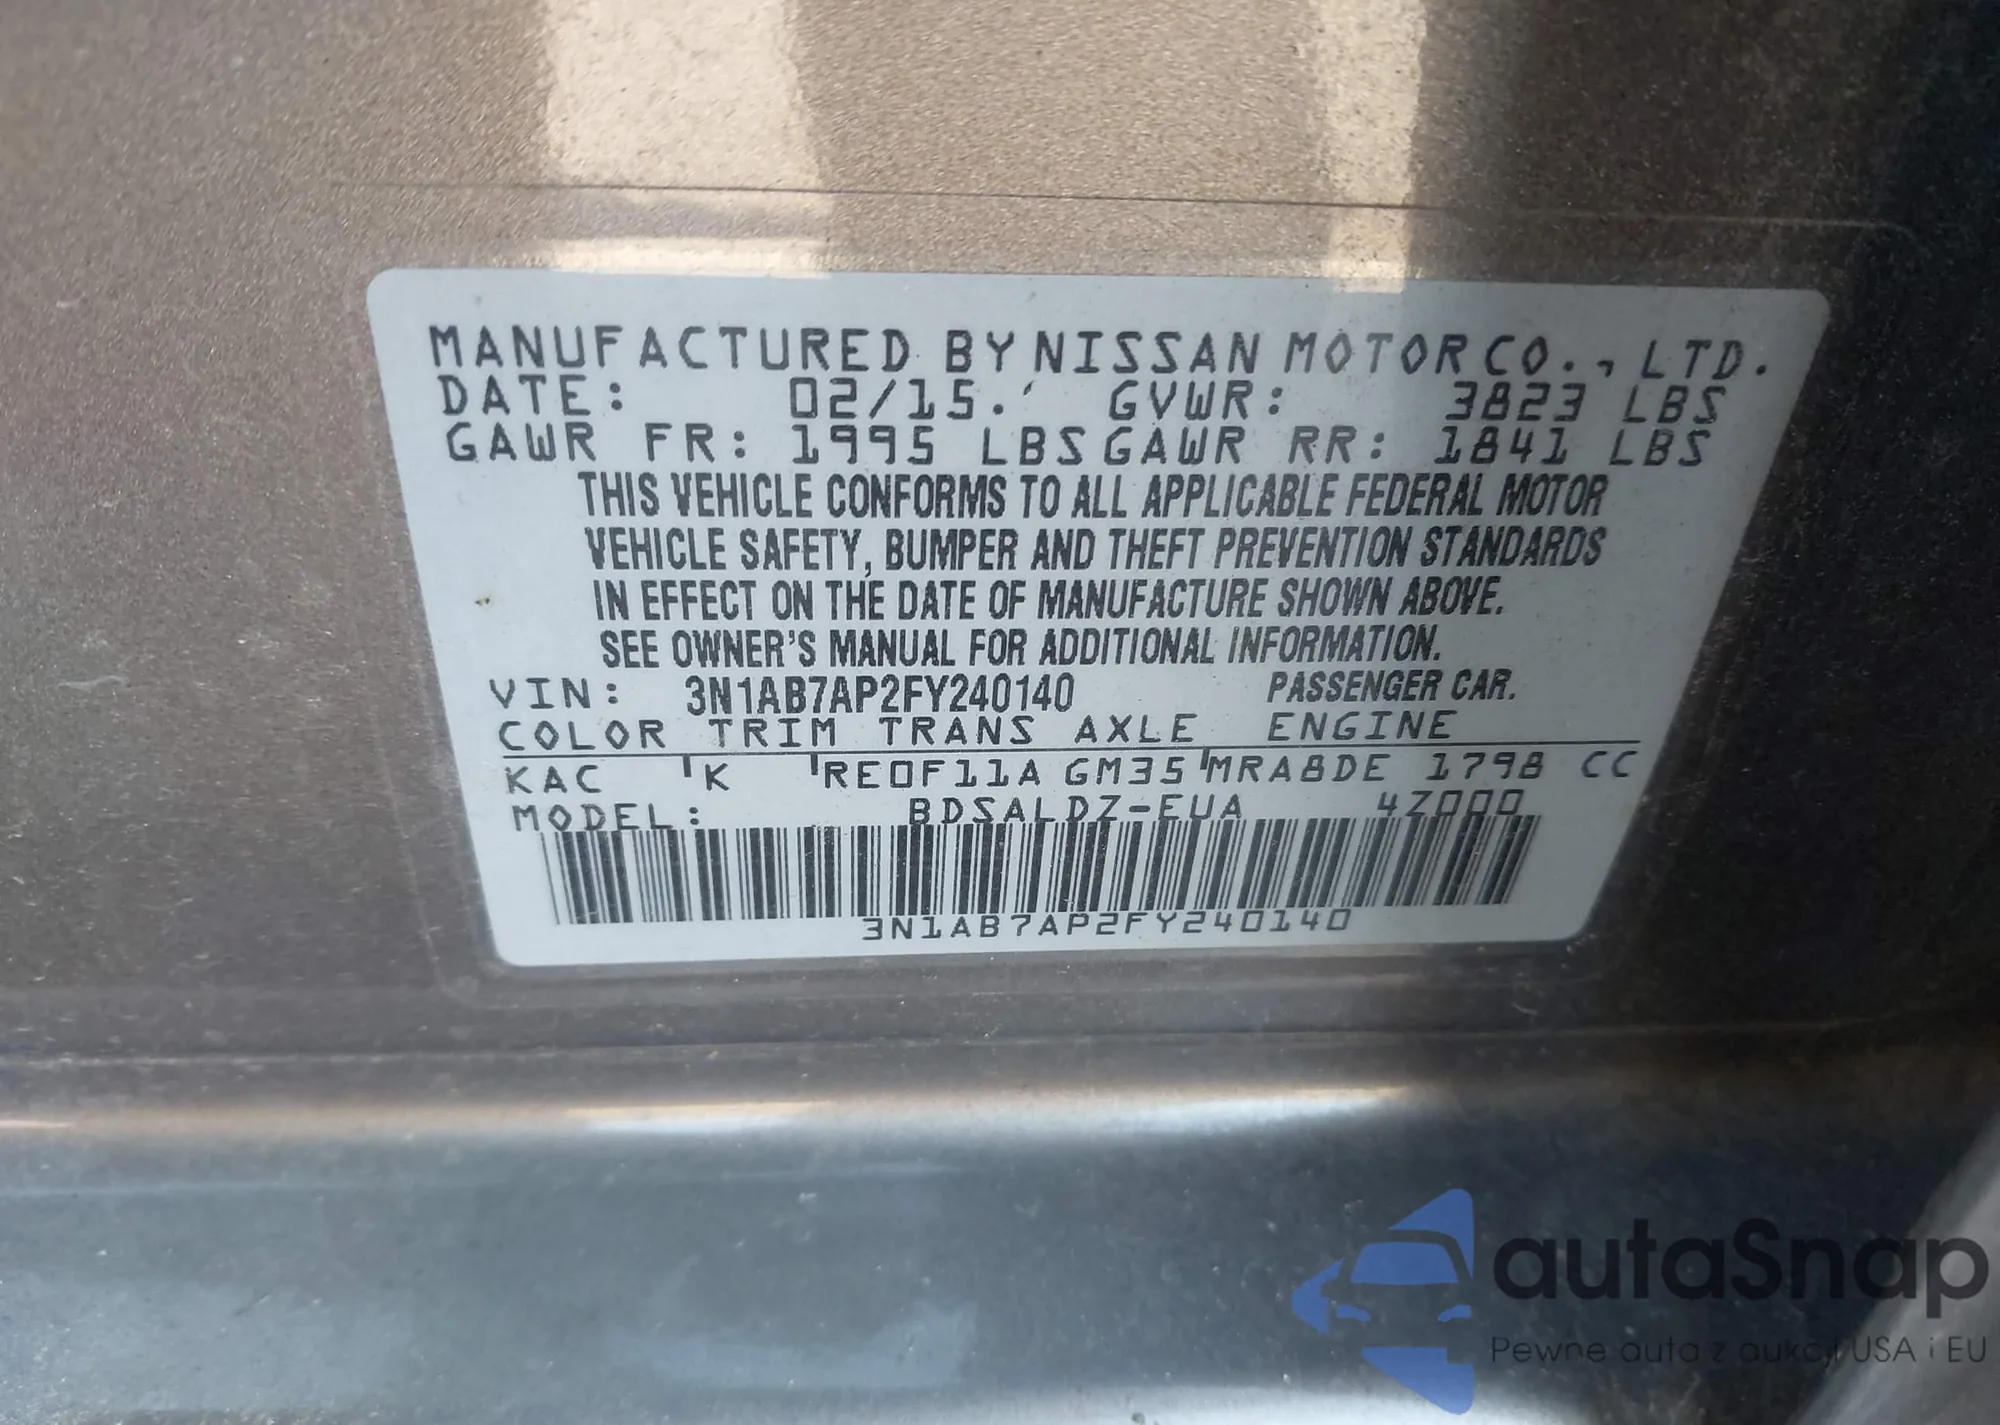 MANUFACTURED BY NISSAN MOTOR CO., LTD.
DATE: 02/15. GVWR: 3823 LBS
GAWR FR: 1995 LBS GAWR RR: 1841 LBS
THIS VEHICLE CONFORMS TO ALL APPLICABLE FEDERAL MOTOR
VEHICLE SAFETY, BUMPER AND THEFT PREVENTION STANDARDS
IN EFFECT ON THE DATE OF MANUFACTURE SHOWN ABOVE.
SEE OWNER'S MANUAL FOR ADDITIONAL INFORMATION.
VIN: 3N1AB7AP2FY240140 PASSENGER CAR.
COLOR TRIM TRANS AXLE ENGINE
KAC K RE0F11A GM35 MRA8DE 1798 CC
MODEL: BDSALDZ-EUA 4Z000
3N1AB7AP2FY240140
autaSnap
Pewne auta z aukcji USA i EU